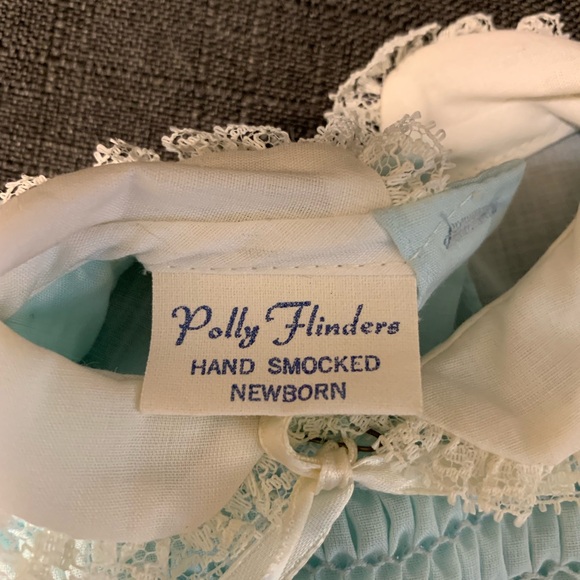 Polly Flinders
HAND SMOCKED
NEWBORN